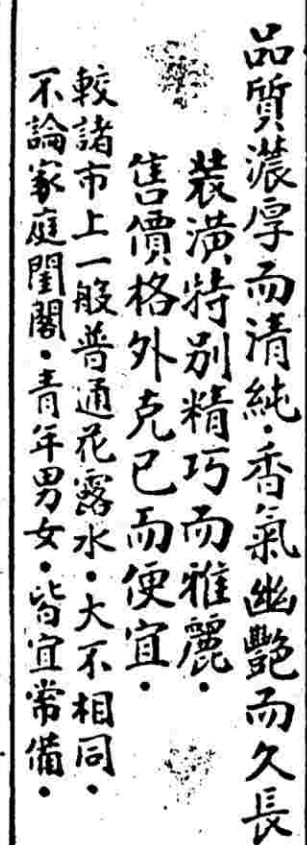 品質濃厚而清純·香氣幽艷而久長
裝潢特別精巧而雅麗·
售價格外克已而便宜·
較諸市上一般普通花露水·大不相同·
不論家庭閨閣·青年男女·皆宜常備·